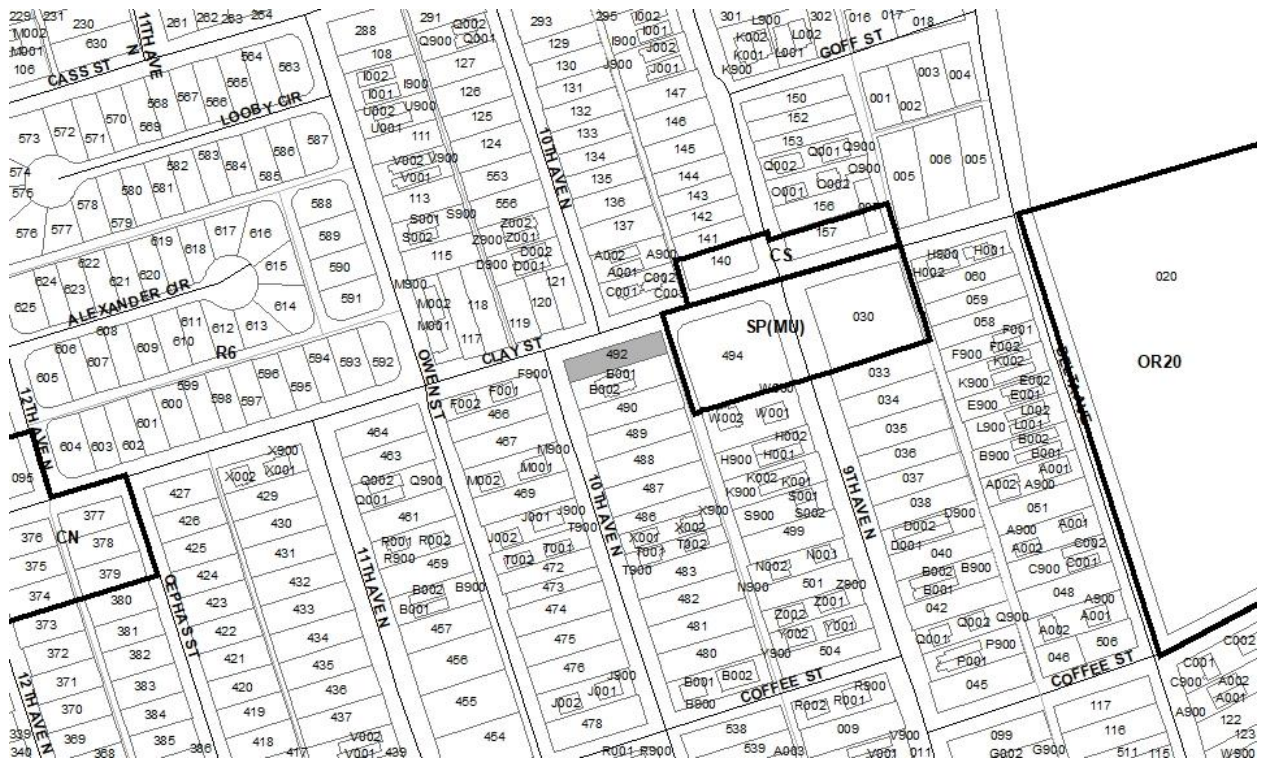 229 231 230 11TH AVE N 261 262 263 264 288 291 Q002 293 295 I002 301 L900 302 016 017 018
M002 M001 630 106 CASS ST 564 563 108 Q900 Q001 129 I900 I001 J002 K002 L002 K001 L001 GOFF ST
565 566 567 568 569 LOOBY CIR I002 I001 I900 127 130 J900 J001 K900 003 004
573 572 571 570 U002 U900 U001 126 131 147 150 001 002
587 111 125 132 146 152
586 583 584 585 582 V002 V900 V001 124 133 145 153 Q001 Q900 Q002 006 005
574 575 580 581 553 134 144 O002 O900 O001 005
578 579 588 113 556 135 143 156
576 577 617 616 589 S001 S900 S002 Z002 Z001 Z900 136 142 157
619 618 590 115 D002 D900 D001 137 141 CS H900 H001 H002
622 621 620 615 591 M900 121 A002 A900 A001 C002 C001 140 060 020
624 623 625 ALEXANDER CIR 614 M002 118 120 030 059
608 611 612 613 M001 117 119 10TH AVE N SP(MU) 058 F001 OR20
606 607 609 610 R6 594 593 592 OWEN ST CLAY ST 492 494 F900 F002 K002
605 599 596 595 F900 F001 B001 B002 033 K900 E002 E001 DELTA AVE
12TH AVE N 600 598 597 F002 466 490 W002 W001 034 E900 L002 L001
604 603 602 601 464 467 489 H002 H001 H900 035 L900 B002 B001
095 X900 X001 X002 463 M900 M001 M002 488 K002 K001 K900 036 B900 A001
427 429 Q002 Q900 Q001 469 487 S001 S002 S900 037 A002 A900
377 376 CN 378 426 430 461 J900 J001 J002 486 K900 X002 X001 499 038 D900 D002 D001 051
375 379 425 431 R001 R002 R900 T900 T001 T002 T001 T002 T900 N001 N002 N900 040 A900 A001 A002 C002 C001 C900
374 380 424 432 459 472 473 483 501 Z900 Z001 Z002 B002 B001 B900 048
373 381 423 433 B002 B900 B001 474 482 Y002 Y001 Y900 042 A900 A001 A002
372 382 422 434 457 475 481 504 Q002 Q900 Q001 P900 P001 046 506
371 383 421 435 456 476 480 B001 B002 B900 COFFEE ST 045 COFFEE ST C002 C001 C900
370 384 420 436 455 J900 J001 J002 R002 R001 R900 117 A002 A001 A900
369 385 419 437 454 478 538 009 099 116 122 123
339 340 368 386 418 417 V002 V001 439 R001 R900 539 A003 V900 V001 011 G002 G900 511 115 W900
12TH AVE N
CEPHAS ST
11TH AVE N
10TH AVE N
9TH AVE N